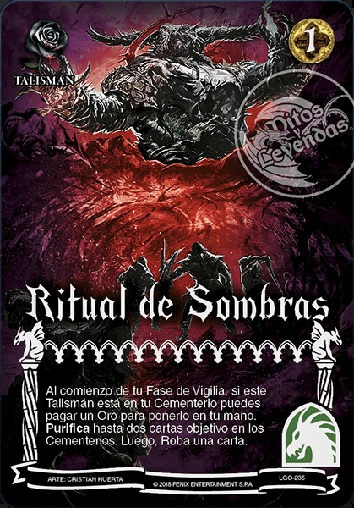 1
TALISMAN
Mitos y
Leyendas
Ritual de Sombras
Al comienzo de tu Fase de Vigilia, si este
Talismán está en tu Cementerio puedes
pagar un Oro para ponerlo en tu mano.
Purifica hasta dos cartas objetivo en los
Cementerios. Luego, Roba una carta.
ARTE: CRISTIAN HUERTA
© 2018 FENIX ENTERTAINMENT S.P.A.